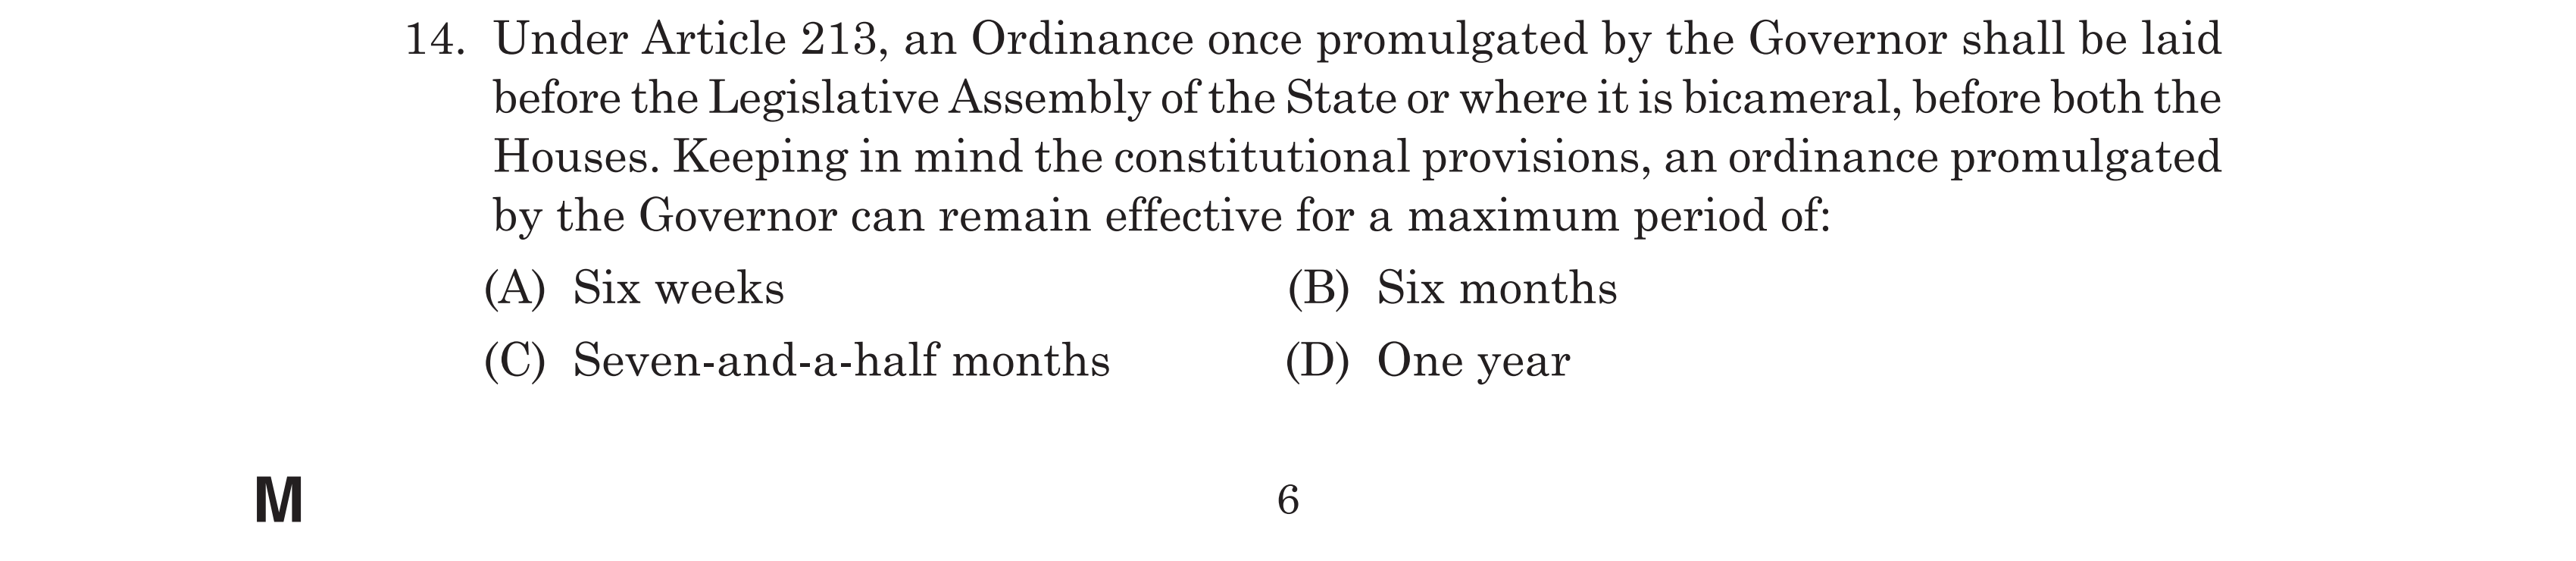 14. Under Article 213, an Ordinance once promulgated by the Governor shall be laid
before the Legislative Assembly of the State or where it is bicameral, before both the
Houses. Keeping in mind the constitutional provisions, an ordinance promulgated
by the Governor can remain effective for a maximum period of:
(A) Six weeks (B) Six months
(C) Seven-and-a-half months (D) One year
M 6